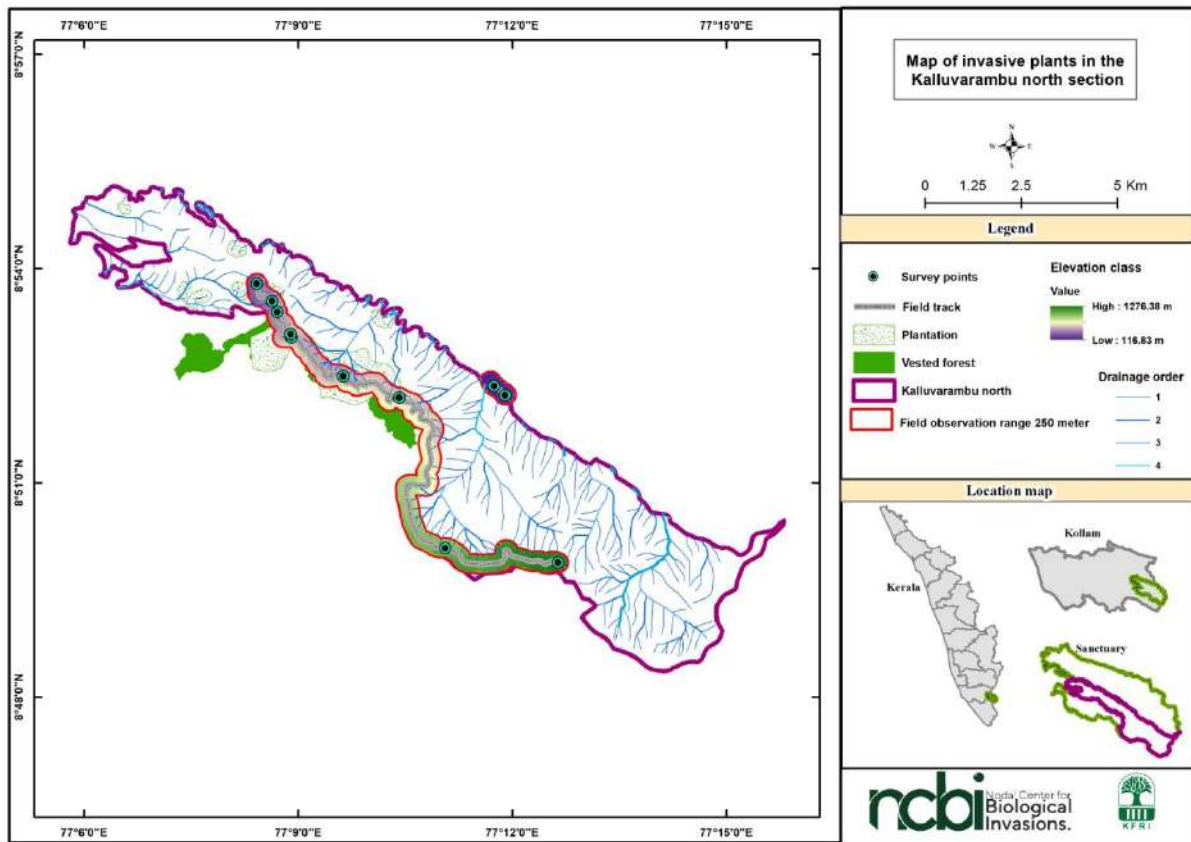 77°6'0"E 77°9'0"E 77°12'0"E 77°15'0"E
8°57'0"N
8°54'0"N
8°51'0"N
8°48'0"N
77°6'0"E 77°9'0"E 77°12'0"E 77°15'0"E
Map of invasive plants in the
Kalluvarambu north section
N
W E
S
0 1.25 2.5 5 Km
Legend
Survey points
Field track
Plantation
Vested forest
Kalluvarambu north
Field observation range 250 meter
Elevation class
Value
High : 1276.38 m
Low : 116.83 m
Drainage order
1
2
3
4
Location map
Kerala
Kollam
Sanctuary
ncbi
Nodal Center for
Biological
Invasions.
KFRI